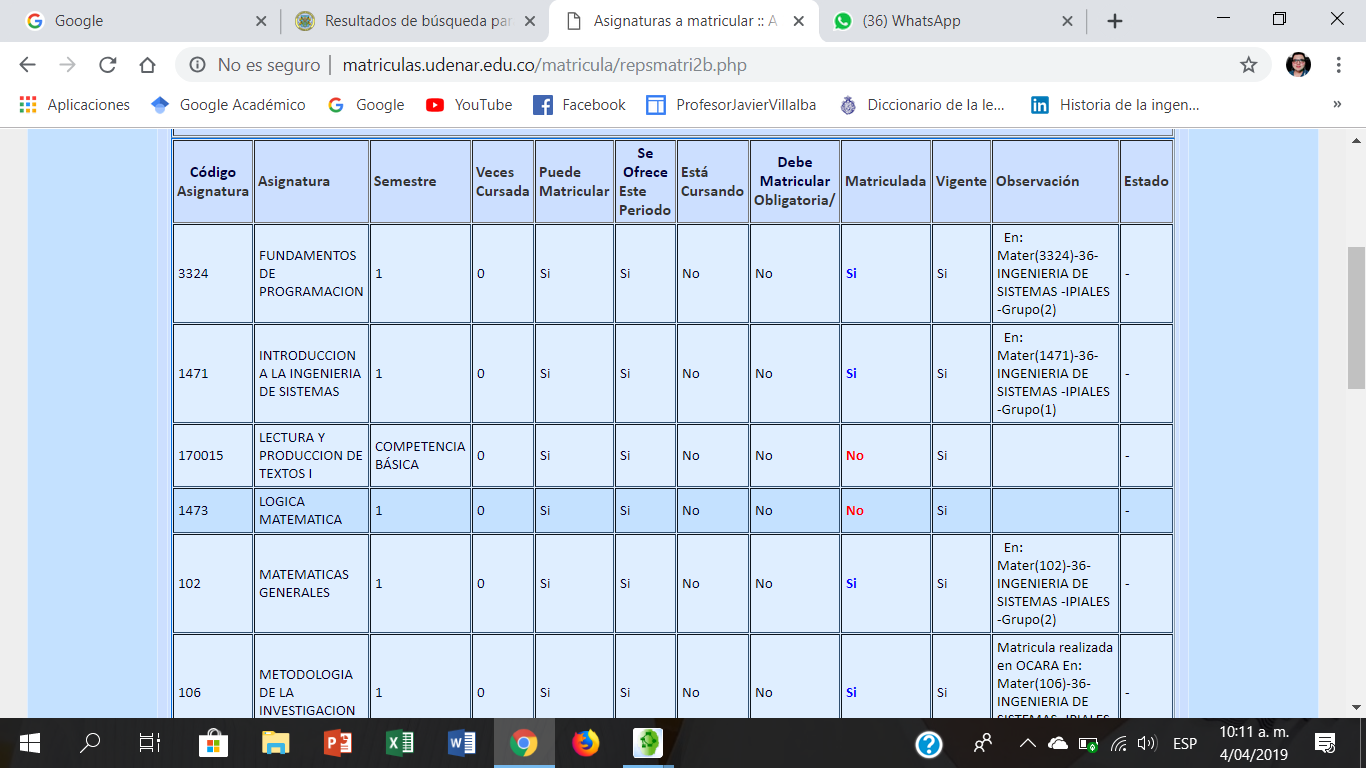 Google
Resultados de búsqueda par
Asignaturas a matricular :: A
(36) WhatsApp
No es seguro | matriculas.udenar.edu.co/matricula/repsmatri2b.php
Aplicaciones
Google Académico
Google
YouTube
Facebook
ProfesorJavierVillalba
Diccionario de la le...
Historia de la ingen...
»
Código
Asignatura
Asignatura
Semestre
Veces
Cursada
Puede
Matricular
Se
Ofrece
Este
Periodo
Está
Cursando
Debe
Matricular
Obligatoria/
Matriculada
Vigente
Observación
Estado
3324
FUNDAMENTOS
DE
PROGRAMACION
1
0
Si
Si
No
No
Si
Si
En:
Mater(3324)-36-
INGENIERIA DE
SISTEMAS -IPIALES
-Grupo(2)
-
1471
INTRODUCCION
A LA INGENIERIA
DE SISTEMAS
1
0
Si
Si
No
No
Si
Si
En:
Mater(1471)-36-
INGENIERIA DE
SISTEMAS -IPIALES
-Grupo(1)
-
170015
LECTURA Y
PRODUCCION DE
TEXTOS I
COMPETENCIA
BÁSICA
0
Si
Si
No
No
No
Si
-
1473
LOGICA
MATEMATICA
1
0
Si
Si
No
No
No
Si
-
102
MATEMATICAS
GENERALES
1
0
Si
Si
No
No
Si
Si
En:
Mater(102)-36-
INGENIERIA DE
SISTEMAS -IPIALES
-Grupo(2)
-
106
METODOLOGIA
DE LA
INVESTIGACION
1
0
Si
Si
No
No
Si
Si
Matricula realizada
en OCARA En:
Mater(106)-36-
INGENIERIA DE
SISTEMAS -IPIALES
-
ESP
10:11 a. m.
4/04/2019